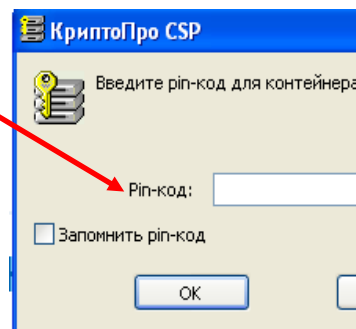 КриптоПро CSP
Введите pin-код для контейнера
Pin-код:
Запомнить pin-код
OK